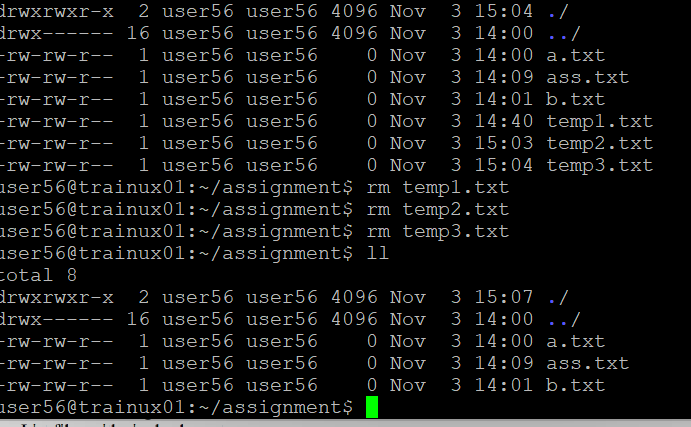 drwxrwxr-x  2 user56 user56 4096 Nov  3 15:04 ./
drwx------ 16 user56 user56 4096 Nov  3 14:00 ../
-rw-rw-r--  1 user56 user56    0 Nov  3 14:00 a.txt
-rw-rw-r--  1 user56 user56    0 Nov  3 14:09 ass.txt
-rw-rw-r--  1 user56 user56    0 Nov  3 14:01 b.txt
-rw-rw-r--  1 user56 user56    0 Nov  3 14:40 temp1.txt
-rw-rw-r--  1 user56 user56    0 Nov  3 15:03 temp2.txt
-rw-rw-r--  1 user56 user56    0 Nov  3 15:04 temp3.txt
user56@trainux01:~/assignment$ rm temp1.txt
user56@trainux01:~/assignment$ rm temp2.txt
user56@trainux01:~/assignment$ rm temp3.txt
user56@trainux01:~/assignment$ ll
total 8
drwxrwxr-x  2 user56 user56 4096 Nov  3 15:07 ./
drwx------ 16 user56 user56 4096 Nov  3 14:00 ../
-rw-rw-r--  1 user56 user56    0 Nov  3 14:00 a.txt
-rw-rw-r--  1 user56 user56    0 Nov  3 14:09 ass.txt
-rw-rw-r--  1 user56 user56    0 Nov  3 14:01 b.txt
user56@trainux01:~/assignment$